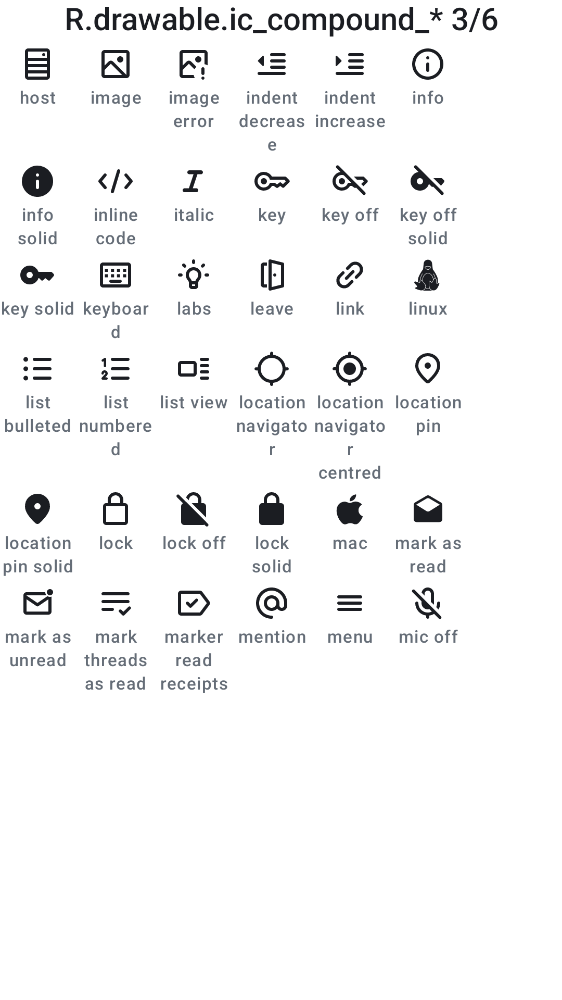 R.drawable.ic_compound_* 3/6
host
image
image
error
indent
decreas
e
indent
increase
info
info
solid
inline
code
italic
key
key off
key off
solid
key solid
keyboar
d
labs
leave
link
linux
list
bulleted
list
numbere
d
list view
location
navigato
r
location
navigato
r
centred
location
pin
location
pin solid
lock
lock off
lock
solid
mac
mark as
read
mark as
unread
mark
threads
as read
marker
read
receipts
mention
menu
mic off